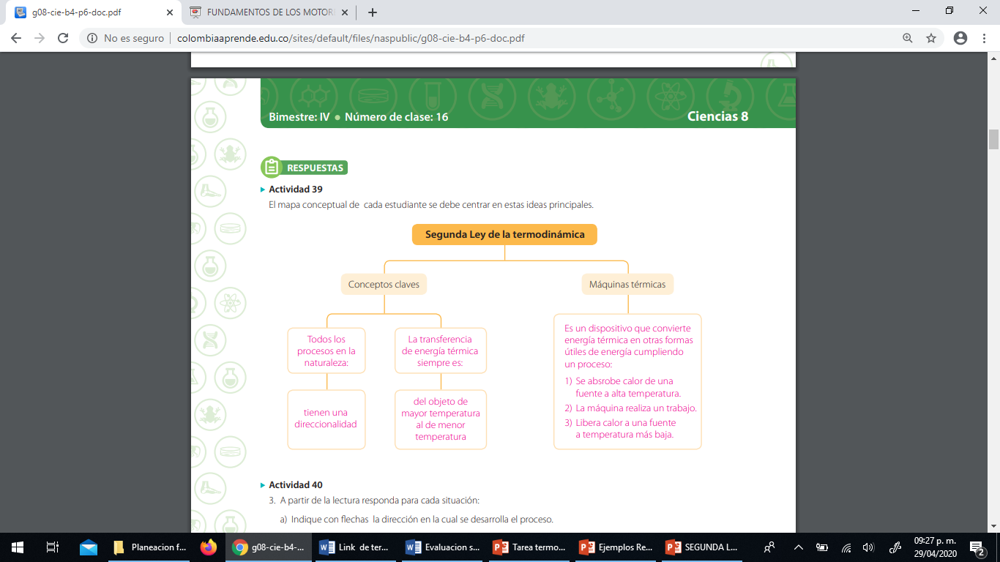 g08-cie-b4-p6-doc.pdf
FUNDAMENTOS DE LOS MOTOR
No es seguro
colombiaaprende.edu.co/sites/default/files/naspublic/g08-cie-b4-p6-doc.pdf
Bimestre: IV • Número de clase: 16
Ciencias 8
RESPUESTAS
Actividad 39
El mapa conceptual de cada estudiante se debe centrar en estas ideas principales.
Segunda Ley de la termodinámica
Conceptos claves
Máquinas térmicas
Todos los
procesos en la
naturaleza:
tienen una
direccionalidad
La transferencia
de energía térmica
siempre es:
del objeto de
mayor temperatura
al de menor
temperatura
Es un dispositivo que convierte
energía térmica en otras formas
útiles de energía cumpliendo
un proceso:
1) Se absrobe calor de una
fuente a alta temperatura.
2) La máquina realiza un trabajo.
3) Libera calor a una fuente
a temperatura más baja.
Actividad 40
3. A partir de la lectura responda para cada situación:
a) Indique con flechas la dirección en la cual se desarrolla el proceso.
Planeacion f...
g08-cie-b4-...
Link de ter...
Evaluacion s...
Tarea termo...
Ejemplos Re...
SEGUNDA L...
09:27 p. m.
29/04/2020
2